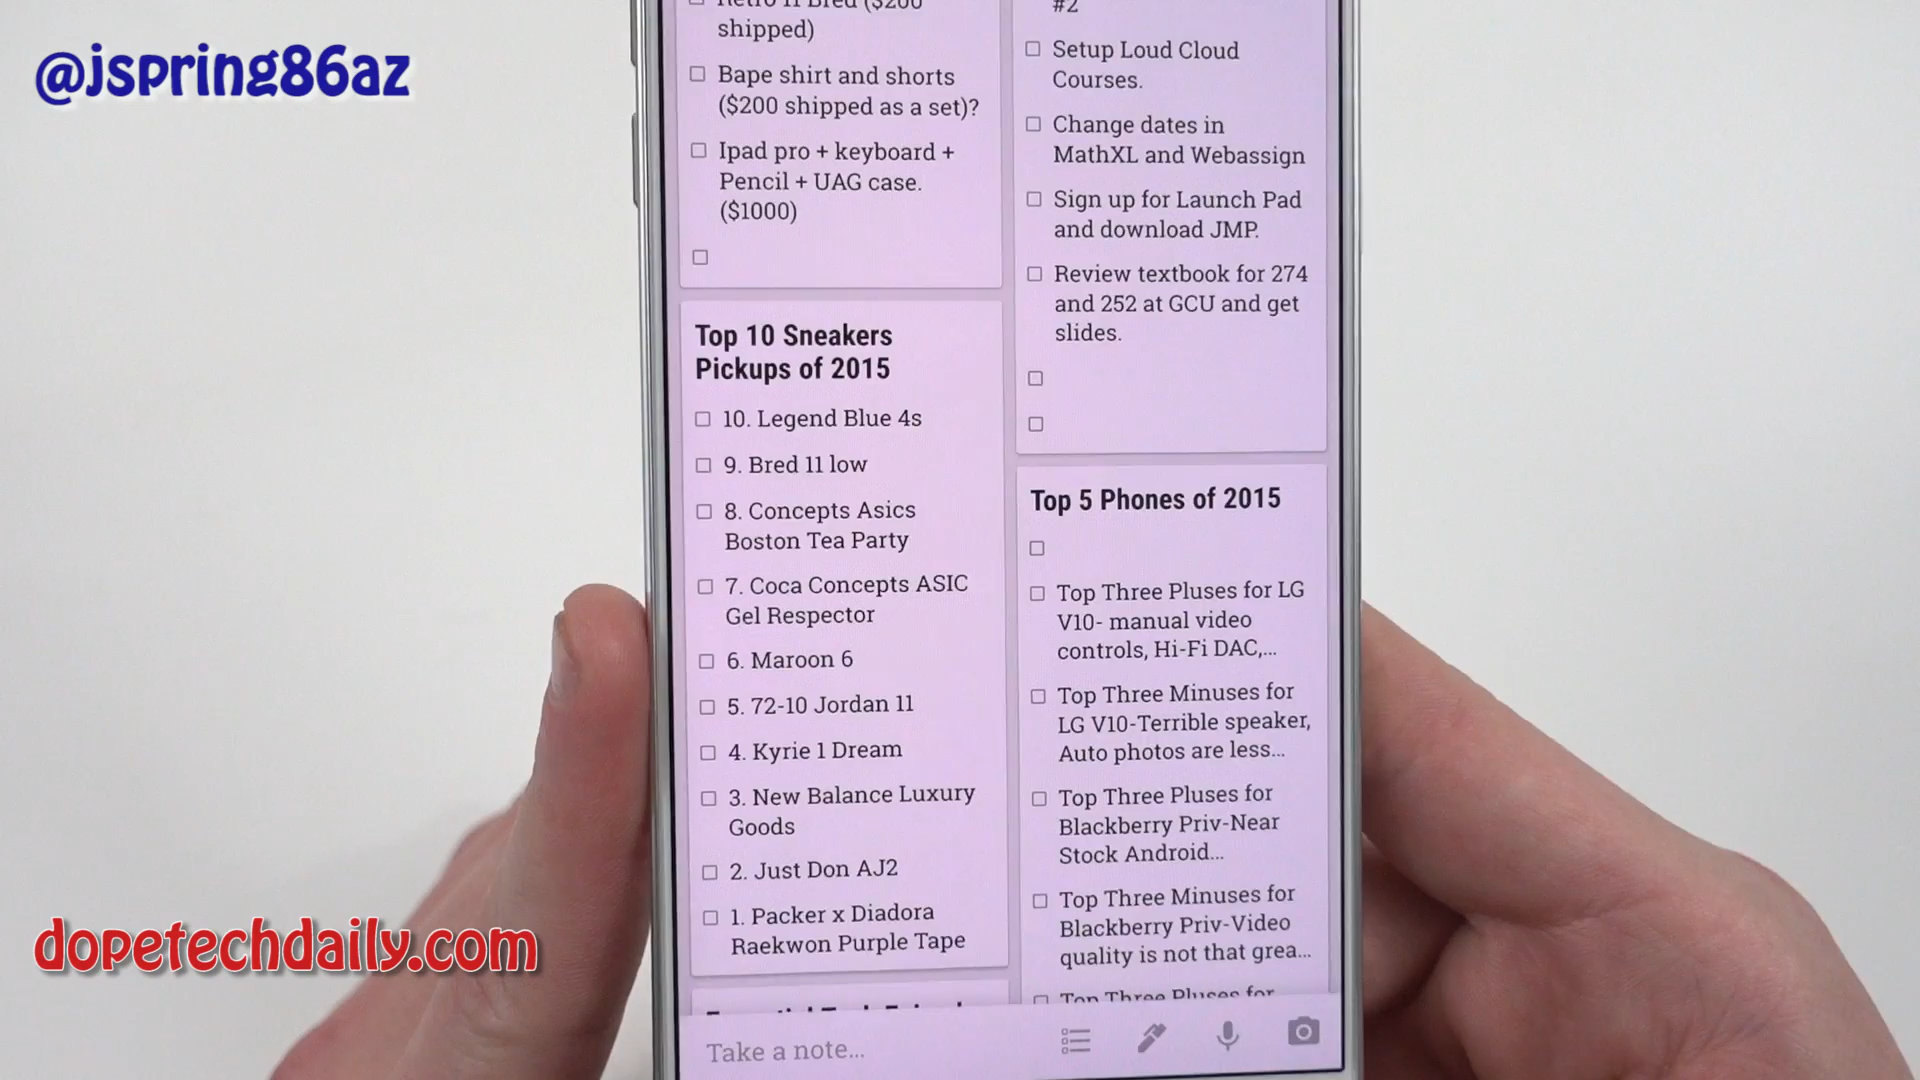 @jspring86az
Retro 11 Bred ($200
shipped)
Bape shirt and shorts
($200 shipped as a set)?
Ipad pro + keyboard +
Pencil + UAG case.
($1000)
Top 10 Sneakers
Pickups of 2015
10. Legend Blue 4s
9. Bred 11 low
8. Concepts Asics
Boston Tea Party
7. Coca Concepts ASIC
Gel Respector
6. Maroon 6
5. 72-10 Jordan 11
4. Kyrie 1 Dream
3. New Balance Luxury
Goods
2. Just Don AJ2
1. Packer x Diadora
Raekwon Purple Tape
#2
Setup Loud Cloud
Courses.
Change dates in
MathXL and Webassign
Sign up for Launch Pad
and download JMP.
Review textbook for 274
and 252 at GCU and get
slides.
Top 5 Phones of 2015
Top Three Pluses for LG
V10- manual video
controls, Hi-Fi DAC,...
Top Three Minuses for
LG V10-Terrible speaker,
Auto photos are less...
Top Three Pluses for
Blackberry Priv-Near
Stock Android...
Top Three Minuses for
Blackberry Priv-Video
quality is not that grea...
Top Three Pluses for
Take a note...
dopetechdaily.com